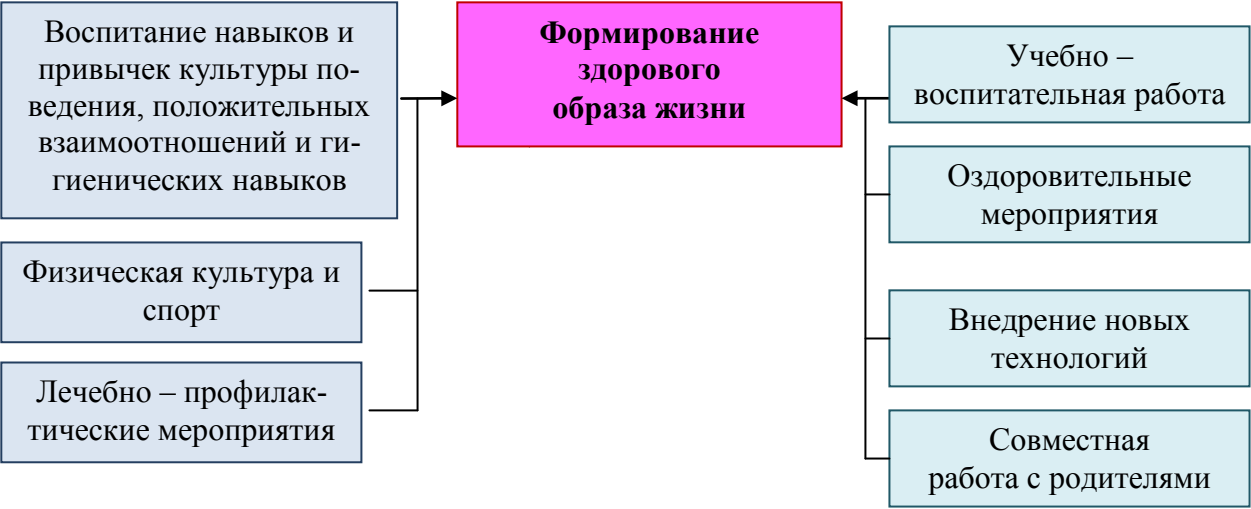 Воспитание навыков и
привычек культуры по-
ведения, положительных
взаимоотношений и ги-
гиенических навыков
Физическая культура и
спорт
Лечебно – профилак-
тические мероприятия
Формирование
здорового
образа жизни
Учебно –
воспитательная работа
Оздоровительные
мероприятия
Внедрение новых
технологий
Совместная
работа с родителями